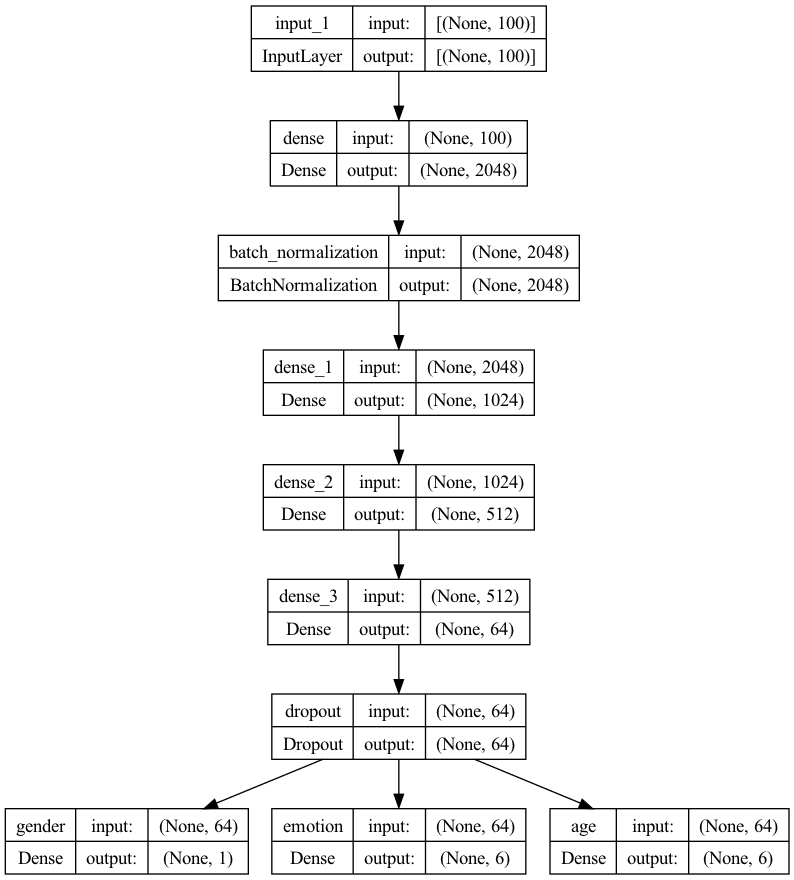 input_1 input: [(None, 100)]
InputLayer output: [(None, 100)]
dense input: (None, 100)
Dense output: (None, 2048)
batch_normalization input: (None, 2048)
BatchNormalization output: (None, 2048)
dense_1 input: (None, 2048)
Dense output: (None, 1024)
dense_2 input: (None, 1024)
Dense output: (None, 512)
dense_3 input: (None, 512)
Dense output: (None, 64)
dropout input: (None, 64)
Dropout output: (None, 64)
gender input: (None, 64)
Dense output: (None, 1)
emotion input: (None, 64)
Dense output: (None, 6)
age input: (None, 64)
Dense output: (None, 6)